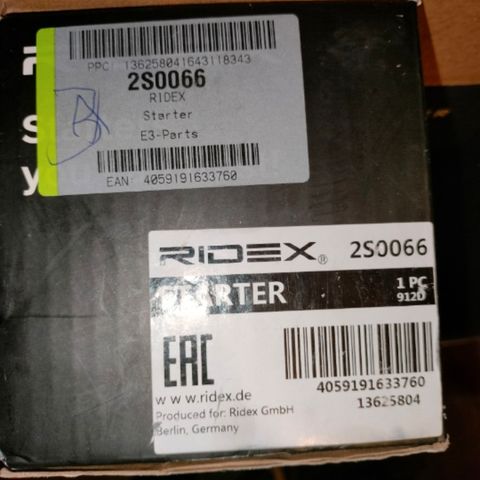 PPC: 136258041643118343
2S0066
RIDEX
Starter
E3-Parts
EAN: 4059191633760
RIDEX® 2S0066
STARTER
1 PC
912D
EAC
www.ridex.de
Produced for: Ridex GmbH
Berlin, Germany
4059191633760
13625804